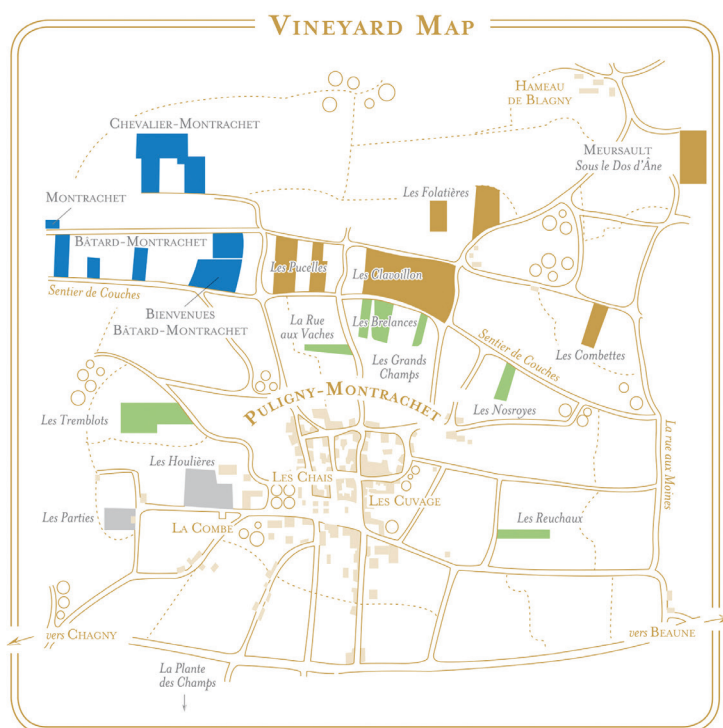 VINEYARD MAP
HAMEAU
DE BLAGNY
CHEVALIER-MONTRACHET
MEURSAULT
Sous le Dos d'Âne
Les Folatières
MONTRACHET
BÂTARD-MONTRACHET
Les Pucelles
Les Clavoillon
Sentier de Couches
BIENVENUES
BÂTARD-MONTRACHET
La Rue
aux Vaches
Les Brelances
Les Grands
Champs
Sentier de Couches
Les Combettes
PULIGNY-MONTRACHET
Les Nosroyes
Les Tremblots
La rue aux Moines
Les Houlières
LES CHAIS
LES CUVAGE
Les Parties
LA COMBE
Les Reuchaux
vers CHAGNY
vers BEAUNE
La Plante
des Champs